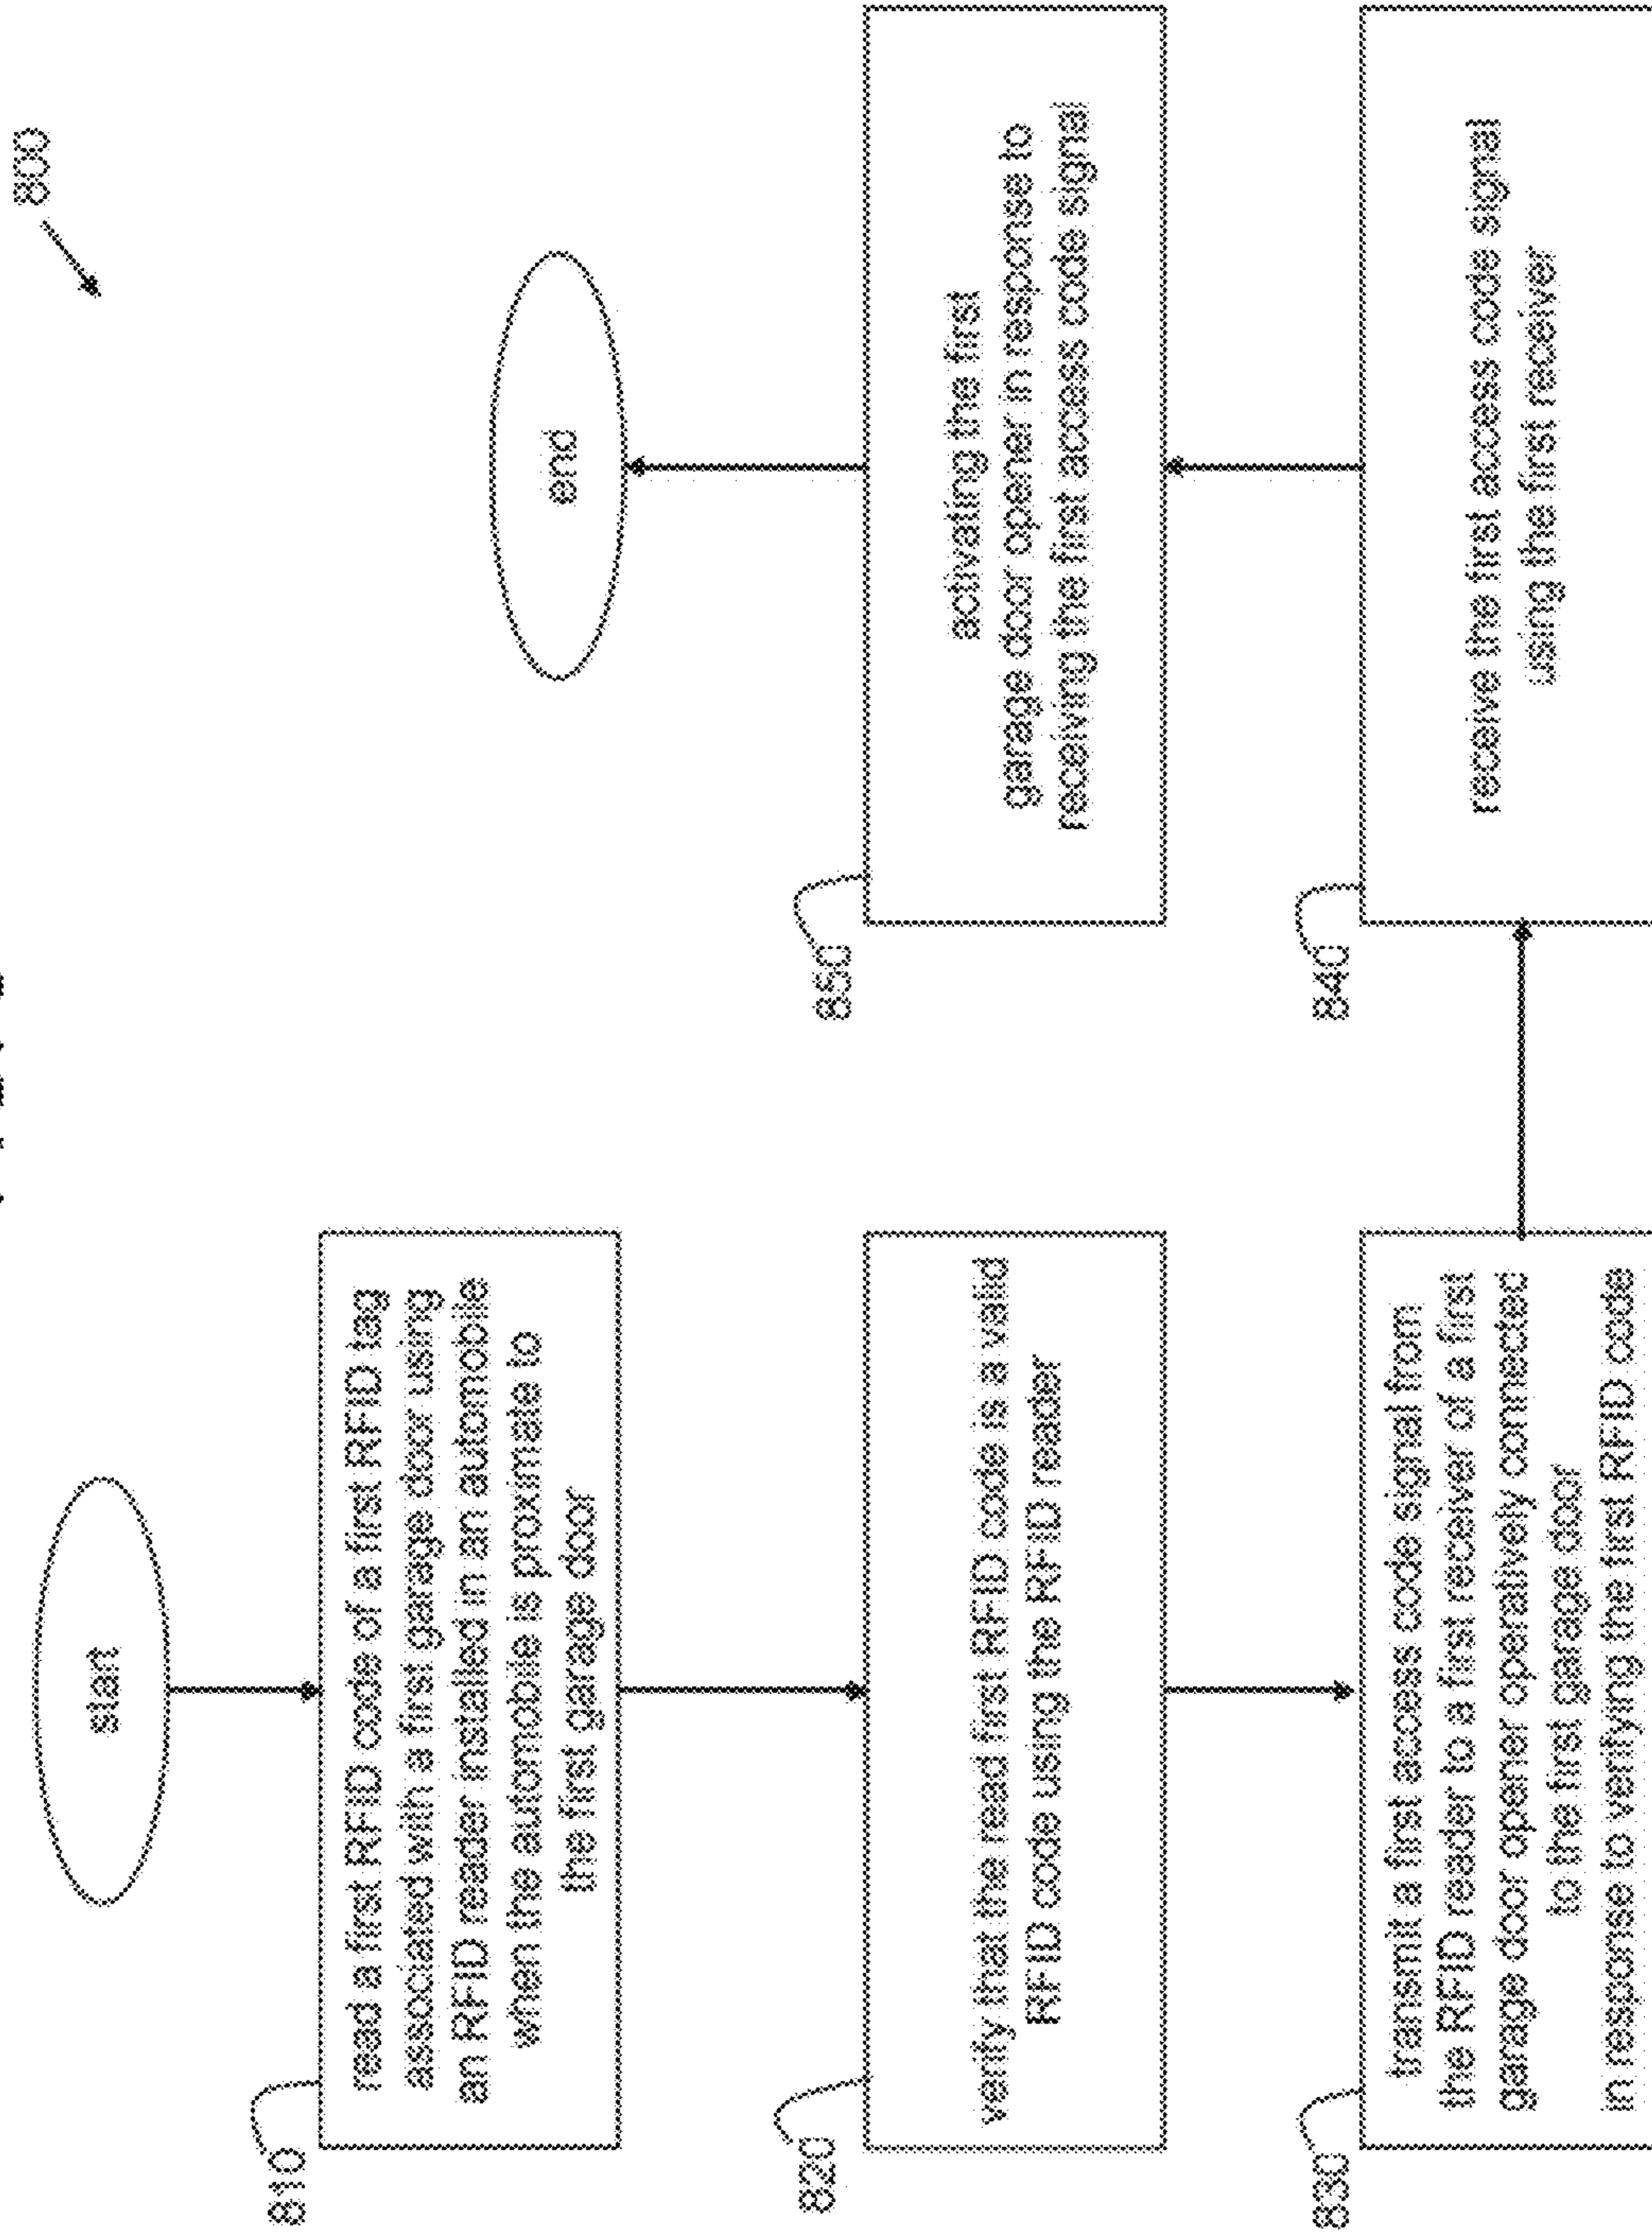 800
start
810
read a first RFID code of a first RFID tag
associated with a first garage door using
an RFID reader installed in an automobile
when the automobile is proximate to
the first garage door
820
verify that the read first RFID code is a valid
RFID code using the RFID reader
830
transmit a first access code signal from
the RFID reader to a first receiver of a first
garage door opener operatively connected
to the first garage door
in response to verifying the first RFID code
840
receive the first access code signal
using the first receiver
850
activating the first
garage door opener in response to
receiving the first access code signal
end